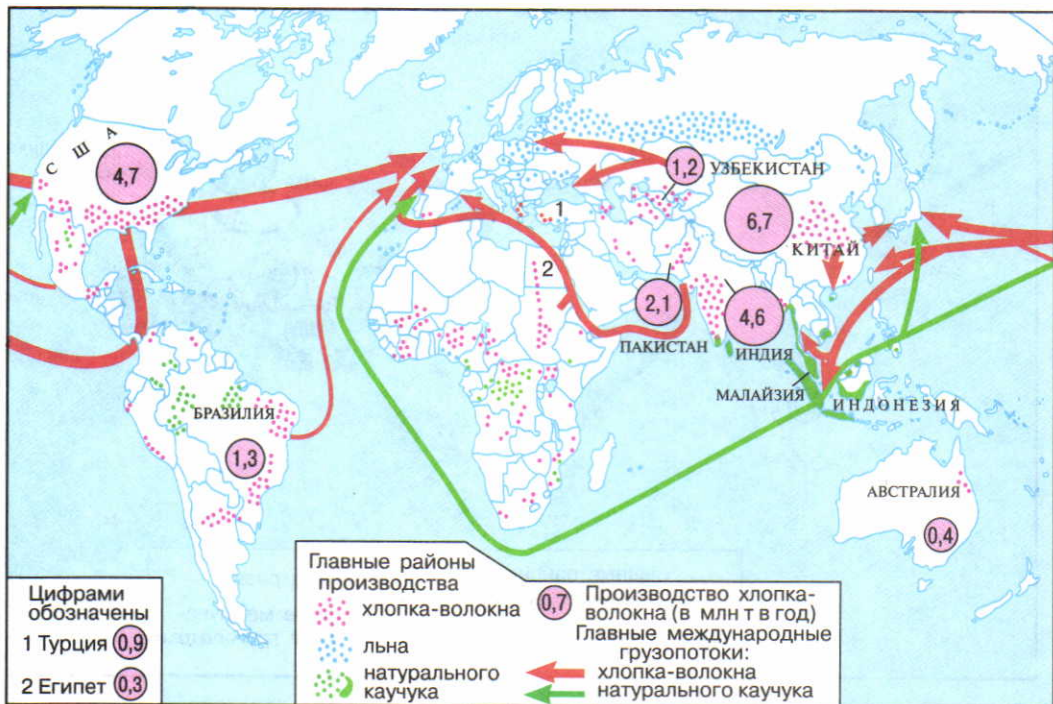 США
4,7
1,2 УЗБЕКИСТАН
6,7
КИТАЙ
1
2
2,1
4,6
ПАКИСТАН
ИНДИЯ
МАЛАЙЗИЯ
ИНДОНЕЗИЯ
БРАЗИЛИЯ
1,3
АВСТРАЛИЯ
0,4
Цифрами
обозначены
1 Турция 0,9
2 Египет 0,3
Главные районы
производства
хлопка-волокна
льна
натурального
каучука
0,7 Производство хлопка-
волокна (в млн т в год)
Главные международные
грузопотоки:
хлопка-волокна
натурального каучука